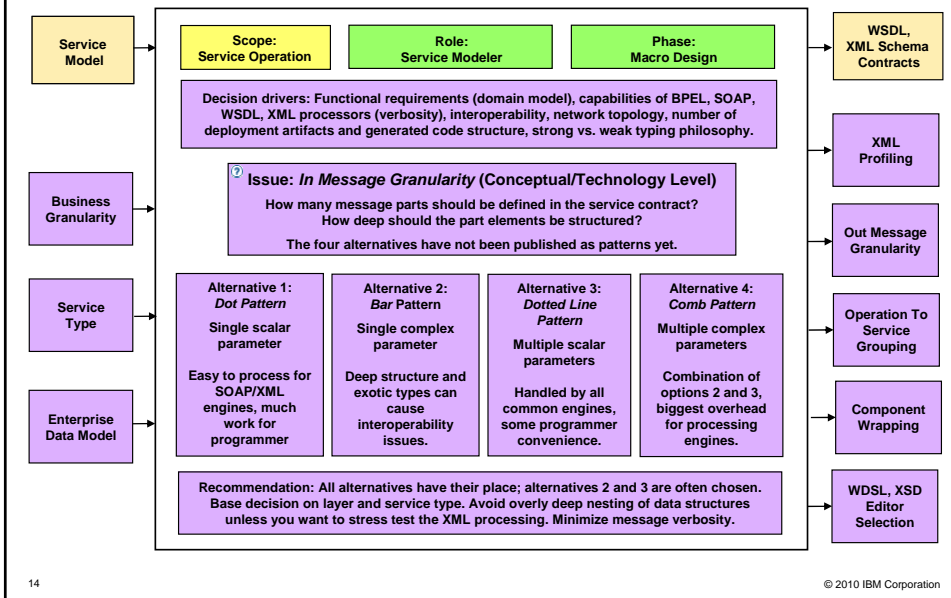 Service
Model
Business
Granularity
Service
Type
Enterprise
Data Model
Scope:
Service Operation
Role:
Service Modeler
Phase:
Macro Design
Decision drivers: Functional requirements (domain model), capabilities of BPEL, SOAP,
WSDL, XML processors (verbosity), interoperability, network topology, number of
deployment artifacts and generated code structure, strong vs. weak typing philosophy.
? Issue: In Message Granularity (Conceptual/Technology Level)
How many message parts should be defined in the service contract?
How deep should the part elements be structured?
The four alternatives have not been published as patterns yet.
Alternative 1:
Dot Pattern
Single scalar
parameter
Easy to process for
SOAP/XML
engines, much
work for
programmer
Alternative 2:
Bar Pattern
Single complex
parameter
Deep structure and
exotic types can
cause
interoperability
issues.
Alternative 3:
Dotted Line
Pattern
Multiple scalar
parameters
Handled by all
common engines,
some programmer
convenience.
Alternative 4:
Comb Pattern
Multiple complex
parameters
Combination of
options 2 and 3,
biggest overhead
for processing
engines.
Recommendation: All alternatives have their place; alternatives 2 and 3 are often chosen.
Base decision on layer and service type. Avoid overly deep nesting of data structures
unless you want to stress test the XML processing. Minimize message verbosity.
WSDL,
XML Schema
Contracts
XML
Profiling
Out Message
Granularity
Operation To
Service
Grouping
Component
Wrapping
WDSL, XSD
Editor
Selection
14
© 2010 IBM Corporation